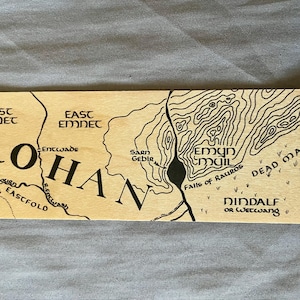 EAST
EMNET
ENTWADE
ROHAN
SARN
GEBIR
EMYN
MUIL
FALLS OF RAUROS
DEAD MA
NINDALF
OR WETWANG
EASTFOLD